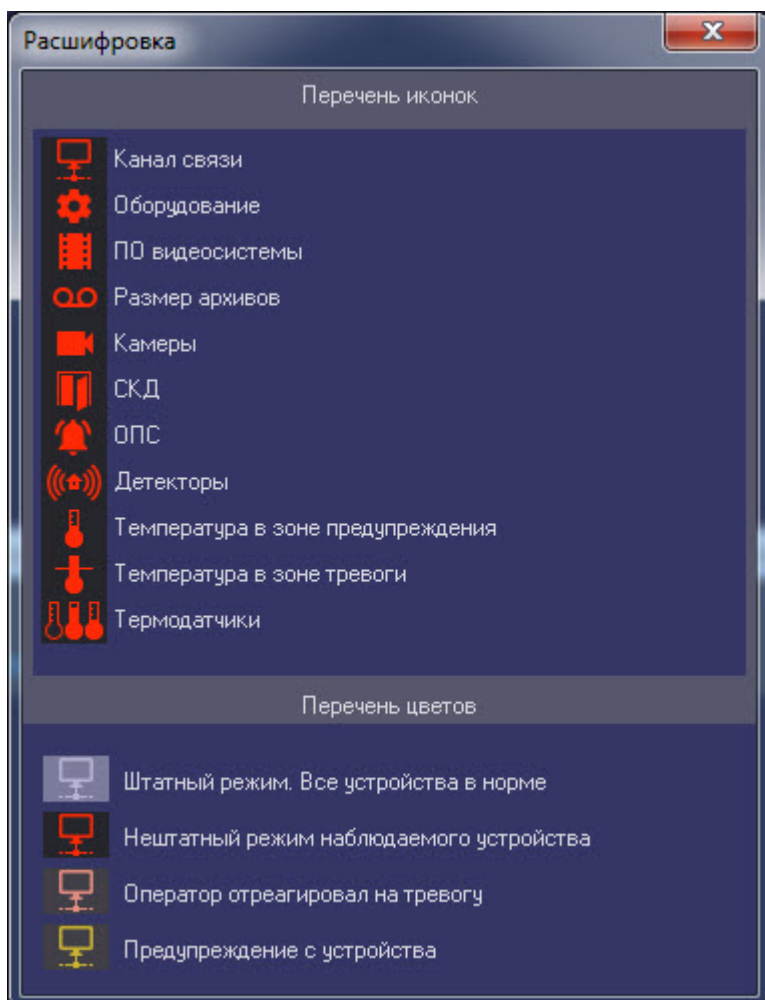 Расшифровка
Перечень иконок
Канал связи
Оборудование
ПО видеосистемы
Размер архивов
Камеры
СКД
ОПС
Детекторы
Температура в зоне предупреждения
Температура в зоне тревоги
Термодатчики
Перечень цветов
Штатный режим. Все устройства в норме
Нештатный режим наблюдаемого устройства
Оператор отреагировал на тревогу
Предупреждение с устройства